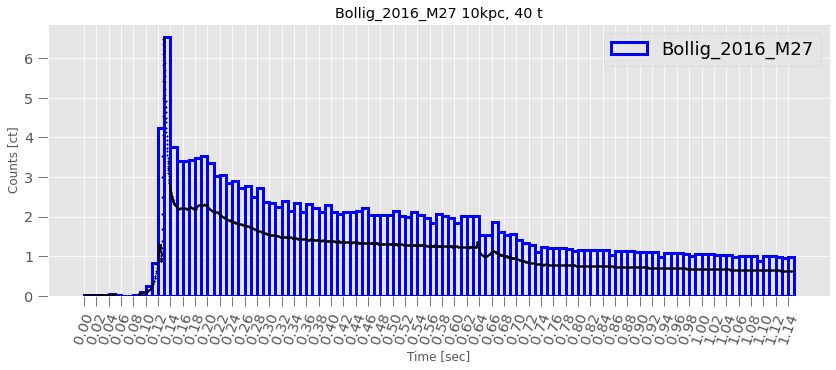 Bollig_2016_M27 10kpc, 40 t
Bollig_2016_M27
Counts [ct]
6
5
4
3
2
1
0
0.00 0.02 0.04 0.06 0.08 0.10 0.12 0.14 0.16 0.18 0.20 0.22 0.24 0.26 0.28 0.30 0.32 0.34 0.36 0.38 0.40 0.42 0.44 0.46 0.48 0.50 0.52 0.54 0.56 0.58 0.60 0.62 0.64 0.66 0.68 0.70 0.72 0.74 0.76 0.78 0.80 0.82 0.84 0.86 0.88 0.90 0.92 0.94 0.96 0.98 1.00 1.02 1.04 1.06 1.08 1.10 1.12 1.14
Time [sec]